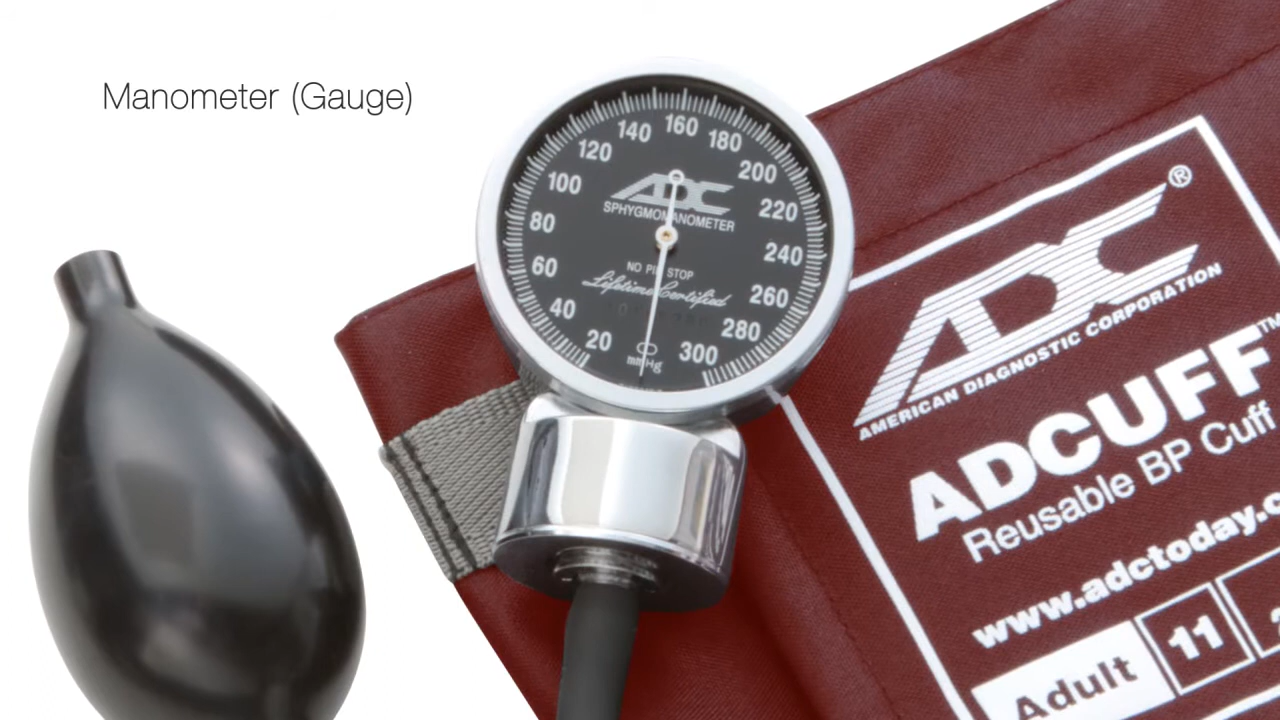 Manometer (Gauge)
160
140
180
120
200
100
220
80
240
60
260
40
280
20
300
ADC
SPHYGMOMANOMETER
NO PIN STOP
Lifetime Certified
mmHg
ADC®
AMERICAN DIAGNOSTIC CORPORATION
ADCUFF™
Reusable BP Cuff
www.adctoday.c
Adult 11